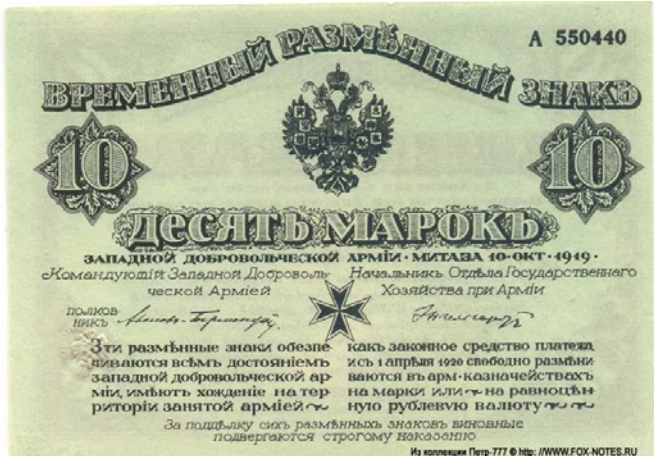 А 550440
ВРЕМЕННЫЙ РАЗМѢННЫЙ ЗНАКЪ
10 10
ДЕСЯТЬ МАРОКЪ
ЗАПАДНОЙ ДОБРОВОЛЬЧЕСКОЙ АРМІИ · МИТАВА 10·ОКТ·1919·
Командующій Западной Доброволь-
ческой Арміей
Начальникъ Отдѣла Государственнаго
Хозяйства при Арміи
ПОЛКОВ-
НИКЪ
Эти размѣнные знаки обезпе-
чиваются всѣмъ достояніемъ
западной добровольческой ар-
міи, имѣютъ хожденіе на тер-
риторіи занятой арміей
какъ законное средство платежа,
и съ 1 апрѣля 1920 свободно размѣни-
ваются въ арм·казначействахъ
на марки или на равноцѣн-
ную рублевую валюту
За поддѣлку сихъ размѣнныхъ знаковъ виновные
подвергаются строгому наказанію
Из коллекции Петр-777 © http: //WWW.FOX-NOTES.RU